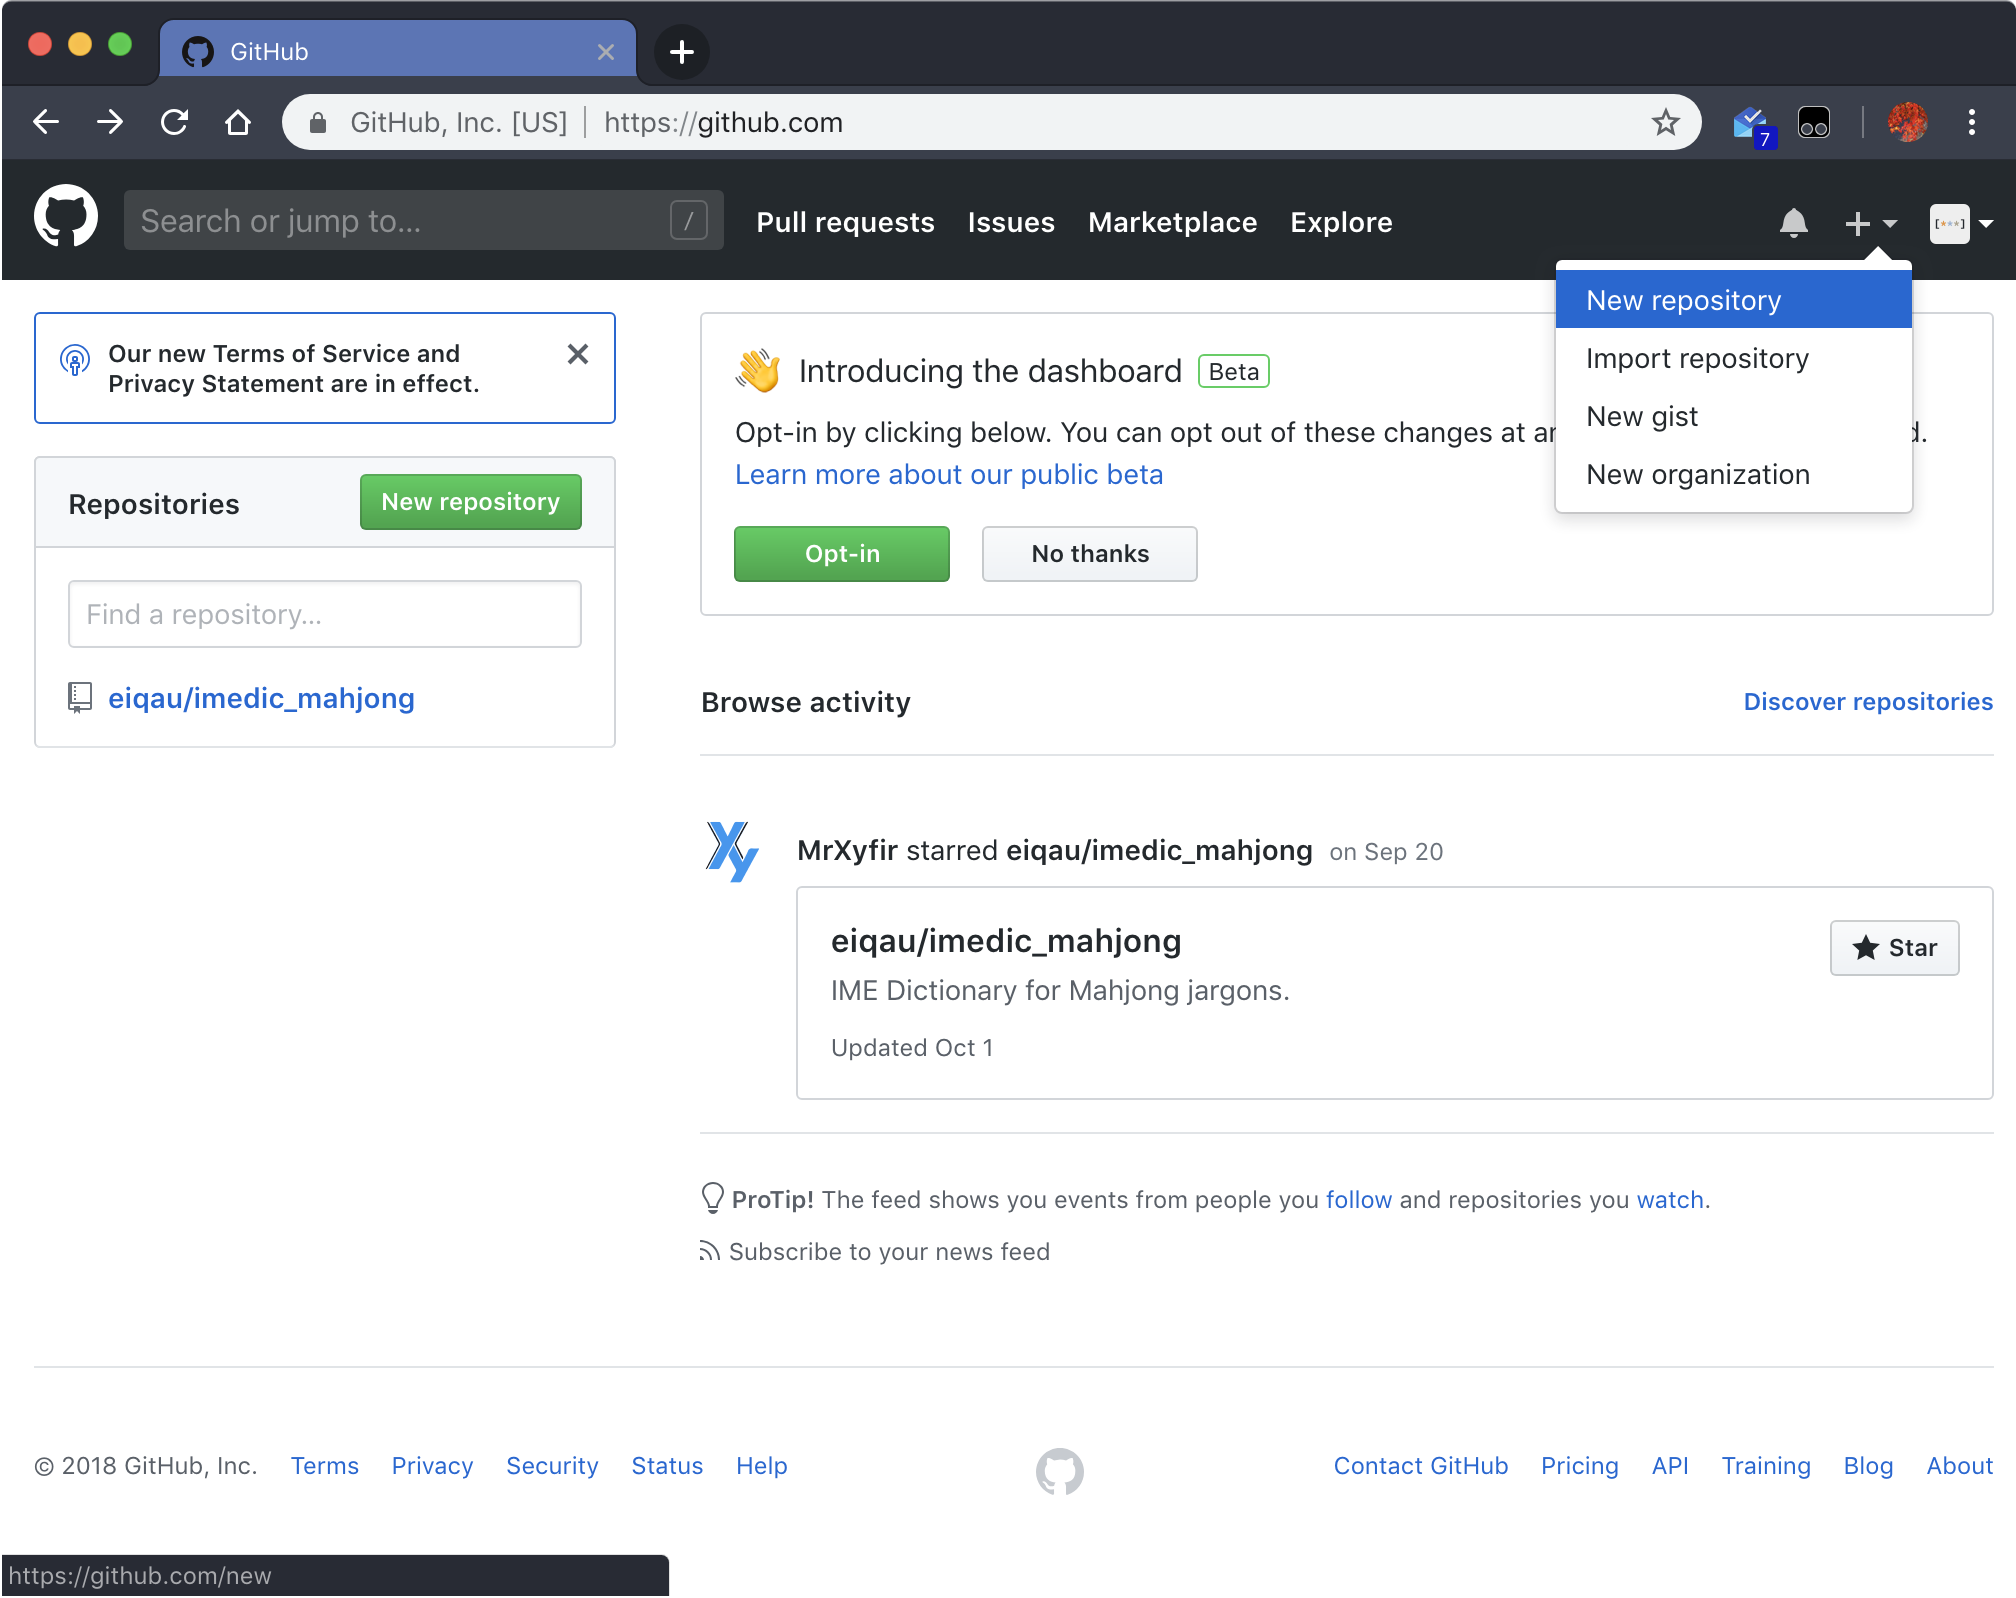 GitHub
GitHub, Inc. [US] https://github.com
7
Search or jump to... /
Pull requests Issues Marketplace Explore
[***]
New repository
Import repository
New gist
New organization
Our new Terms of Service and
Privacy Statement are in effect.
Repositories New repository
Find a repository...
eiqau/imedic_mahjong
Introducing the dashboard Beta
Opt-in by clicking below. You can opt out of these changes at
Learn more about our public beta
Opt-in No thanks
Browse activity Discover repositories
Xy
MrXyfir starred eiqau/imedic_mahjong on Sep 20
eiqau/imedic_mahjong
Star
IME Dictionary for Mahjong jargons.
Updated Oct 1
ProTip! The feed shows you events from people you follow and repositories you watch.
Subscribe to your news feed
© 2018 GitHub, Inc. Terms Privacy Security Status Help
Contact GitHub Pricing API Training Blog About
https://github.com/new